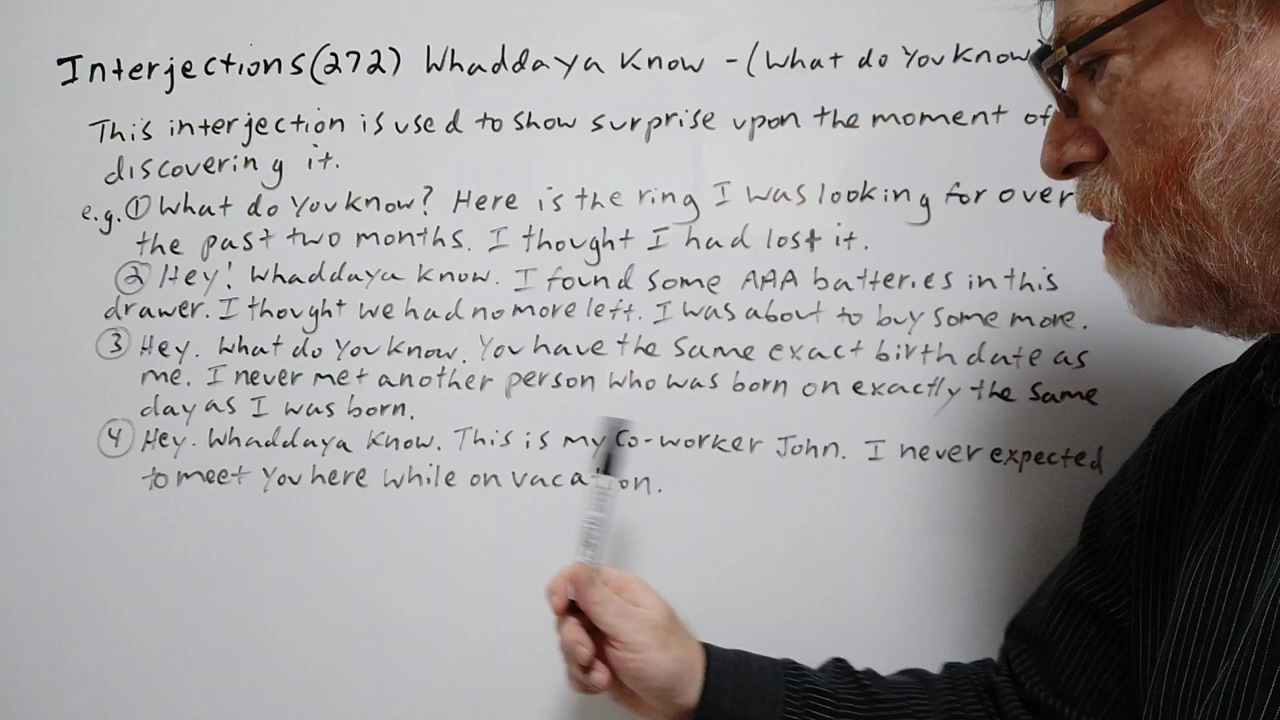 Interjections(272) Whaddaya Know - (What do You Know
This interjection is used to show surprise upon the moment of
discovering it.
e.g. ① What do You know? Here is the ring I was looking for over
the past two months. I thought I had lost it.
② Hey! Whaddaya know. I found some AAA batteries in this
drawer. I thought we had no more left. I was about to buy some more.
③ Hey. What do You Know. You have the same exact birth date as
me. I never met another person who was born on exactly the same
day as I was born.
④ Hey. Whaddaya Know. This is my Co-worker John. I never expected
to meet You here while on vacation.